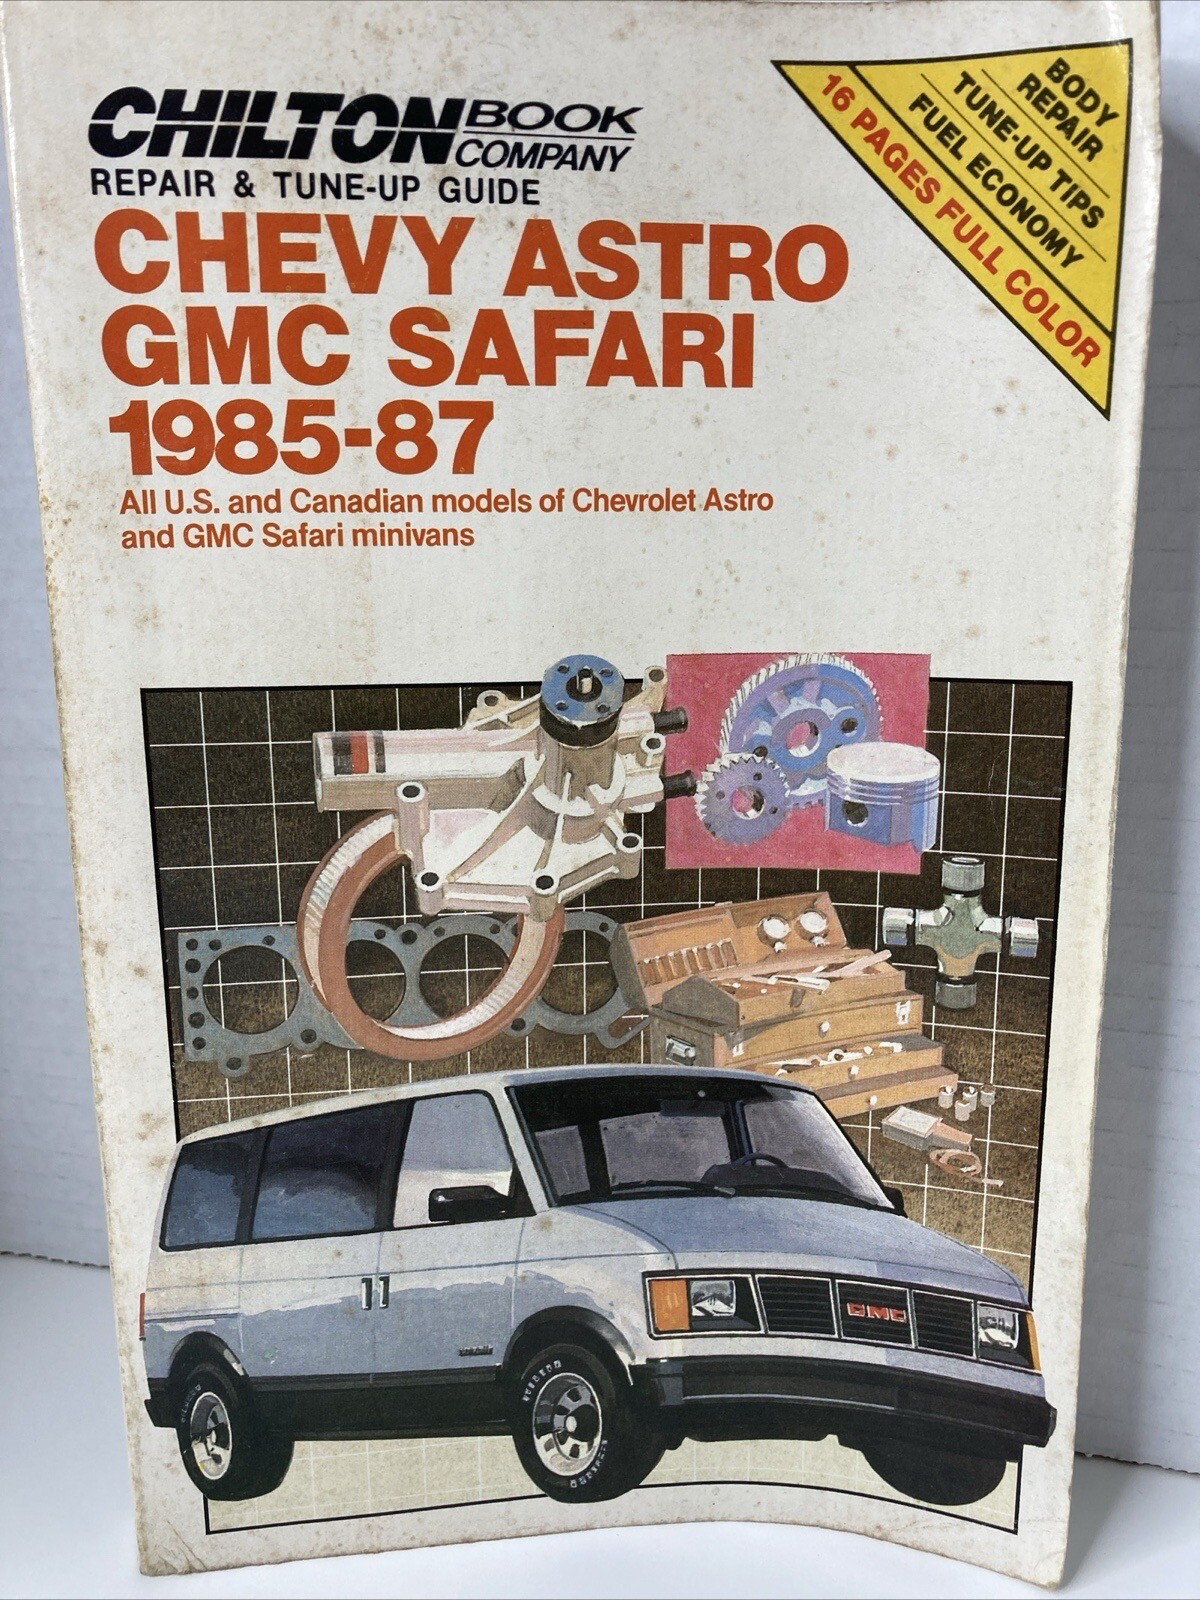 CHILTON BOOK COMPANY
REPAIR & TUNE-UP GUIDE
CHEVY ASTRO
GMC SAFARI
1985-87
All U.S. and Canadian models of Chevrolet Astro
and GMC Safari minivans
BODY
REPAIR
TUNE-UP TIPS
FUEL ECONOMY
16 PAGES FULL COLOR
GMC